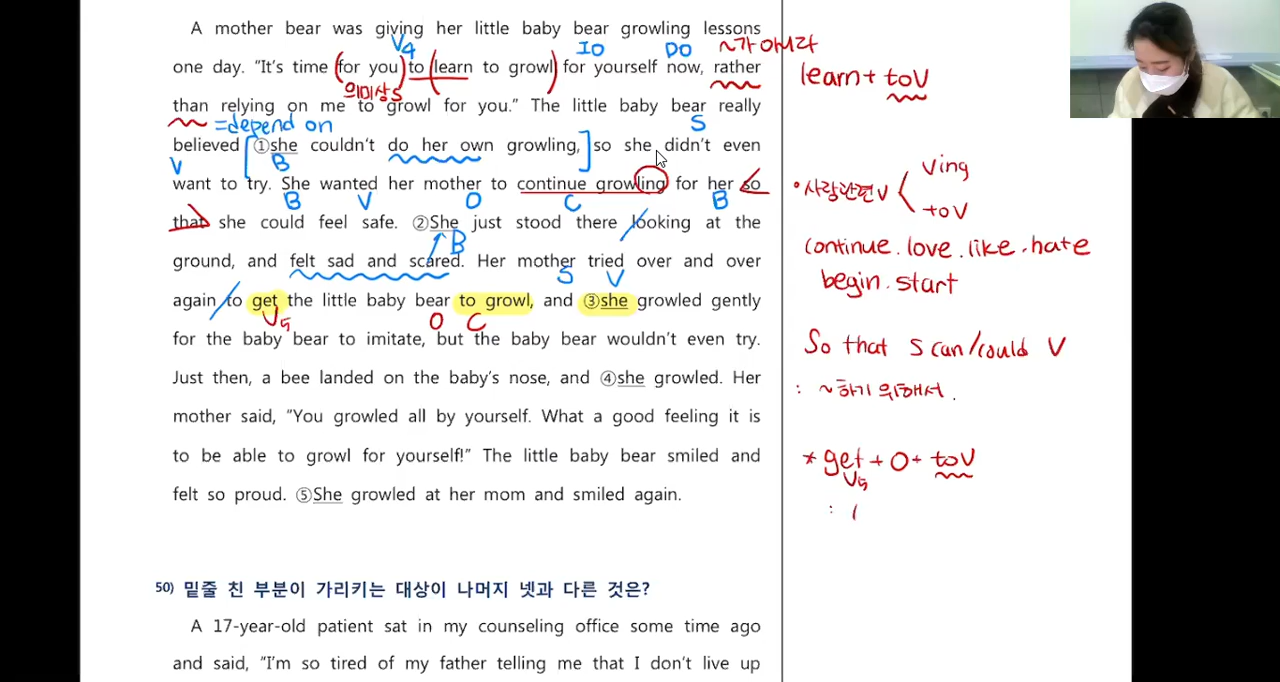 A mother bear was giving her little baby bear growling lessons
V4 IO DO ~가 아니라
one day. "It's time (for you) to (learn to growl) for yourself now, rather
의미상S
than relying on me to growl for you." The little baby bear really
=depend on S
believed [①she couldn't do her own growling,] so she didn't even
V B
want to try. She wanted her mother to continue growling for her so
B V O C B
that she could feel safe. ②She just stood there / looking at the
B
ground, and felt sad and scared. Her mother tried over and over
S V
again / to get the little baby bear to growl, and ③she growled gently
V5 O C
for the baby bear to imitate, but the baby bear wouldn't even try.
Just then, a bee landed on the baby's nose, and ④she growled. Her
mother said, "You growled all by yourself. What a good feeling it is
to be able to growl for yourself!" The little baby bear smiled and
felt so proud. ⑤She growled at her mom and smiled again.
50) 밑줄 친 부분이 가리키는 대상이 나머지 넷과 다른 것은?
A 17-year-old patient sat in my counseling office some time ago
and said, "I'm so tired of my father telling me that I don't live up
learn + toV
Ving
•사랑관련V <
toV
continue. love. like. hate
begin. start
So that S can/could V
: ~하기 위해서.
* get + O + toV
V5
: